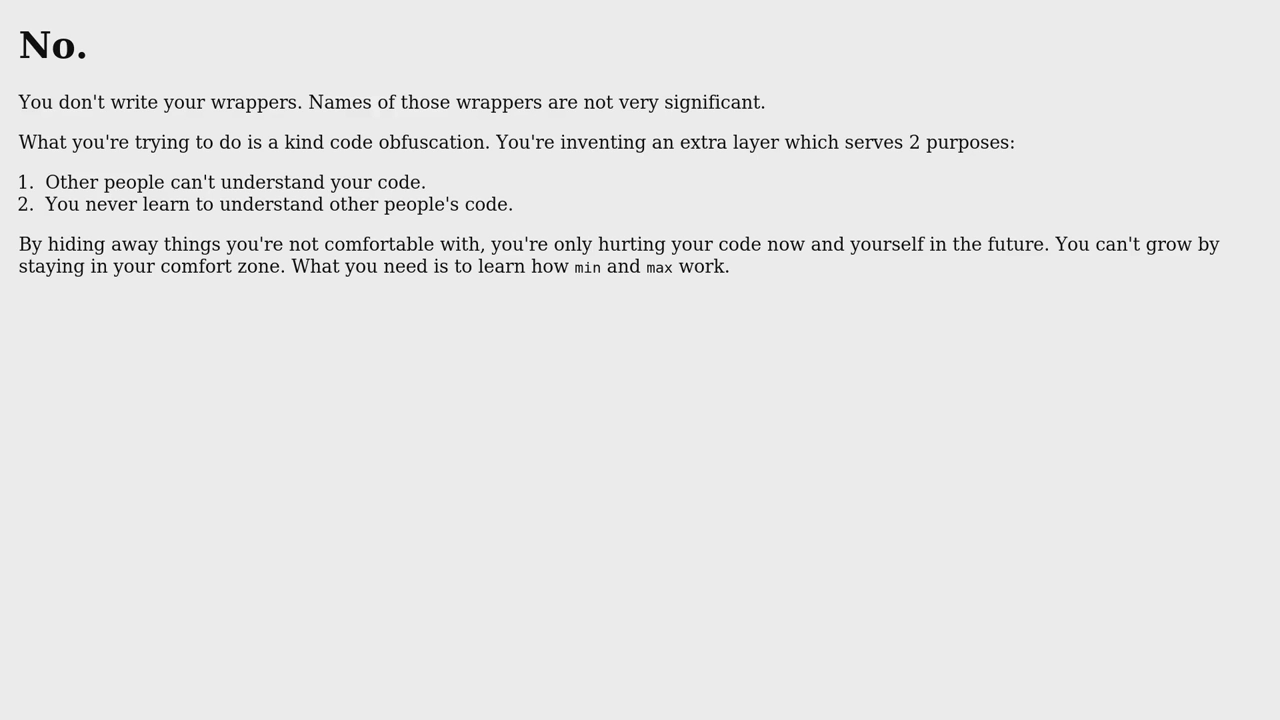 No.
You don't write your wrappers. Names of those wrappers are not very significant.
What you're trying to do is a kind code obfuscation. You're inventing an extra layer which serves 2 purposes:
1. Other people can't understand your code.
2. You never learn to understand other people's code.
By hiding away things you're not comfortable with, you're only hurting your code now and yourself in the future. You can't grow by
staying in your comfort zone. What you need is to learn how min and max work.